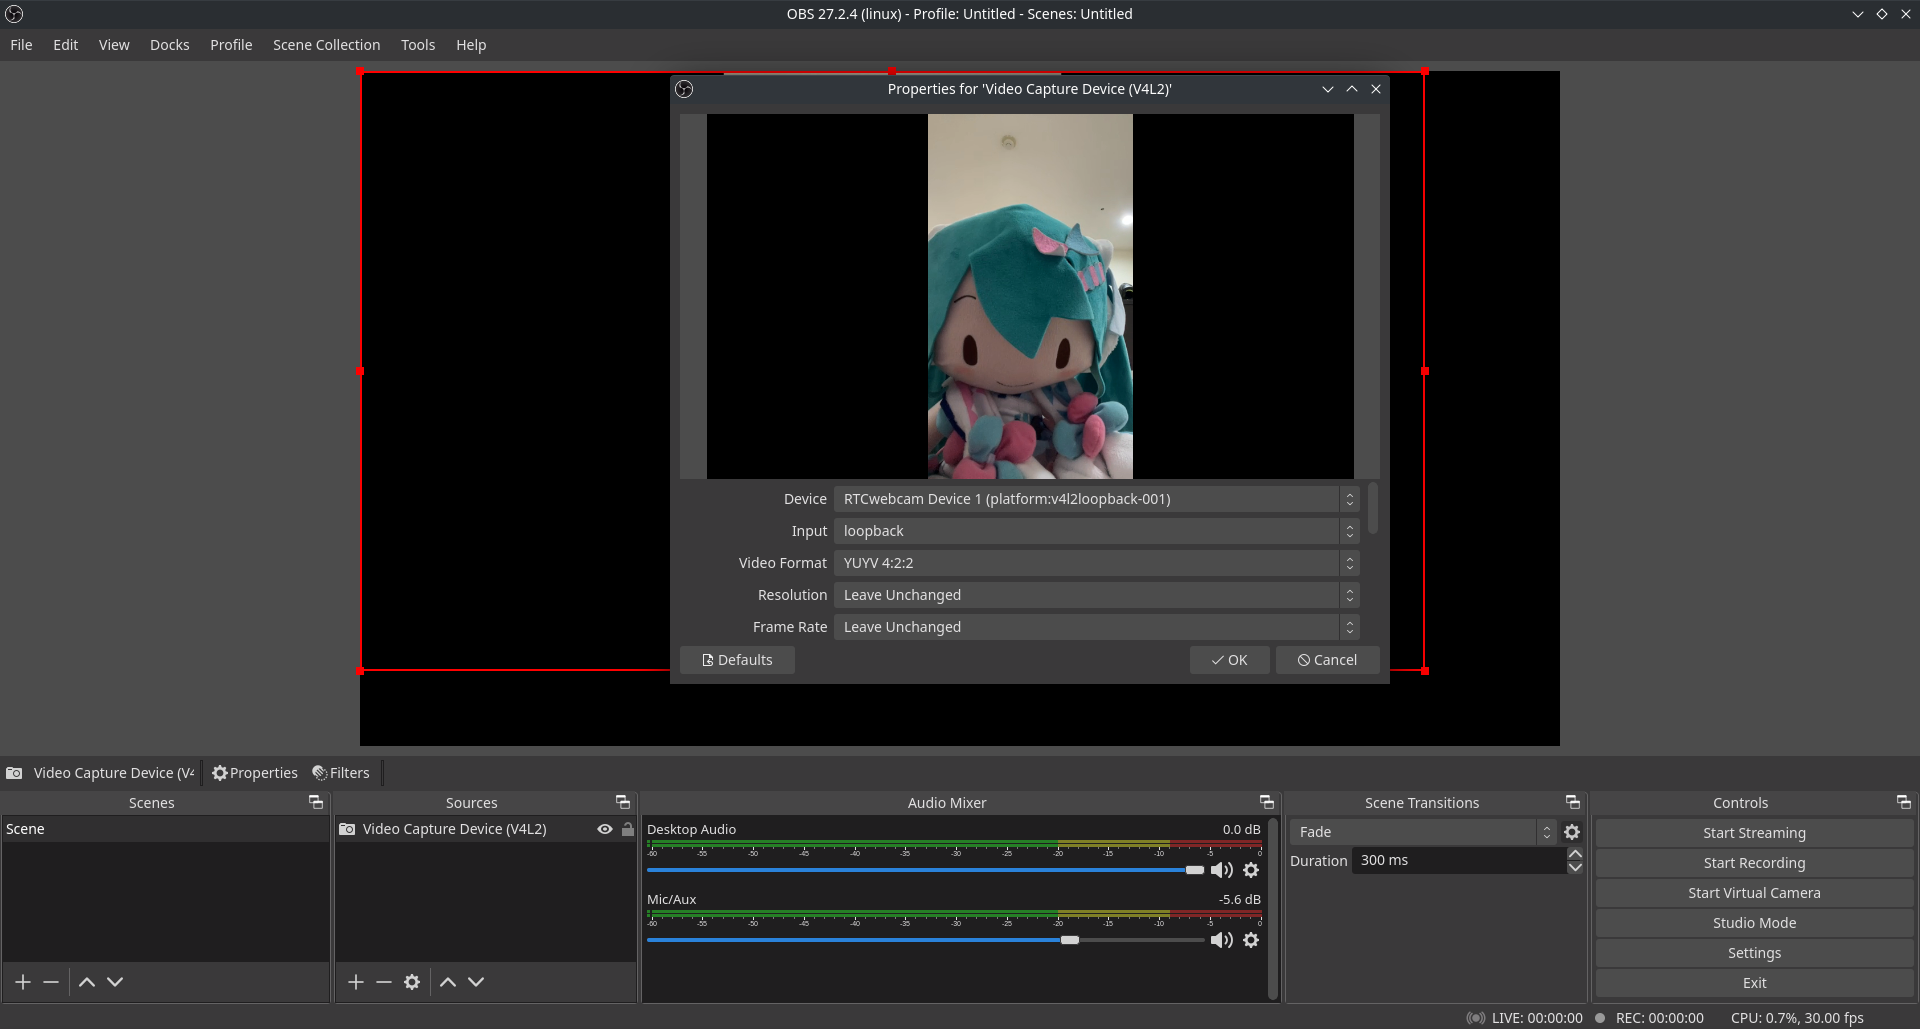 OBS 27.2.4 (linux) - Profile: Untitled - Scenes: Untitled
File Edit View Docks Profile Scene Collection Tools Help
Properties for 'Video Capture Device (V4L2)'
Device RTCwebcam Device 1 (platform:v4l2loopback-001)
Input loopback
Video Format YUYV 4:2:2
Resolution Leave Unchanged
Frame Rate Leave Unchanged
Defaults OK Cancel
Video Capture Device (V4 Properties Filters
Scenes
Scene
Sources
Video Capture Device (V4L2)
Audio Mixer
Desktop Audio 0.0 dB
-60 -55 -50 -45 -40 -35 -30 -25 -20 -15 -10 -5 0
Mic/Aux -5.6 dB
-60 -55 -50 -45 -40 -35 -30 -25 -20 -15 -10 -5 0
Scene Transitions
Fade
Duration 300 ms
Controls
Start Streaming
Start Recording
Start Virtual Camera
Studio Mode
Settings
Exit
LIVE: 00:00:00 REC: 00:00:00 CPU: 0.7%, 30.00 fps